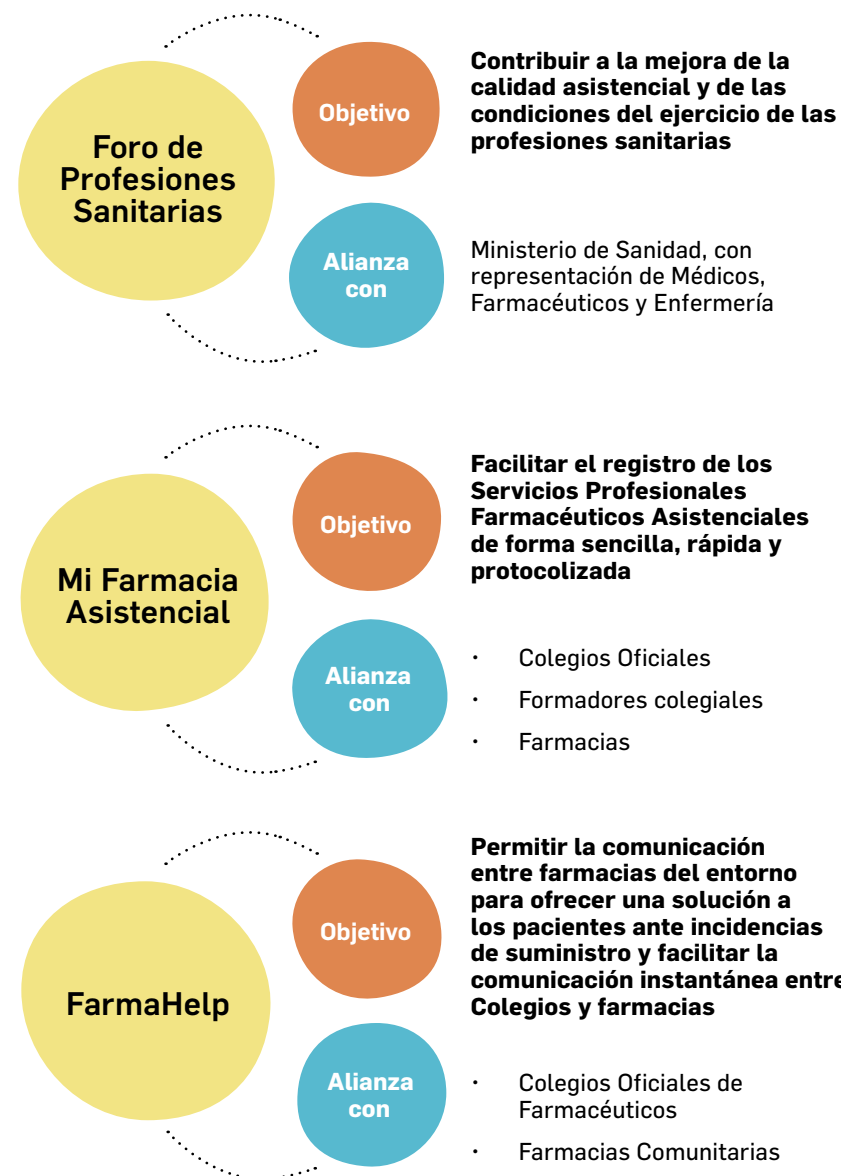 Foro de
Profesiones
Sanitarias
Objetivo
Contribuir a la mejora de la
calidad asistencial y de las
condiciones del ejercicio de las
profesiones sanitarias
Alianza
con
Ministerio de Sanidad, con
representación de Médicos,
Farmacéuticos y Enfermería
Mi Farmacia
Asistencial
Objetivo
Facilitar el registro de los
Servicios Profesionales
Farmacéuticos Asistenciales
de forma sencilla, rápida y
protocolizada
Alianza
con
· Colegios Oficiales
· Formadores colegiales
· Farmacias
FarmaHelp
Objetivo
Permitir la comunicación
entre farmacias del entorno
para ofrecer una solución a
los pacientes ante incidencias
de suministro y facilitar la
comunicación instantánea entre
Colegios y farmacias
Alianza
con
· Colegios Oficiales de
Farmacéuticos
· Farmacias Comunitarias